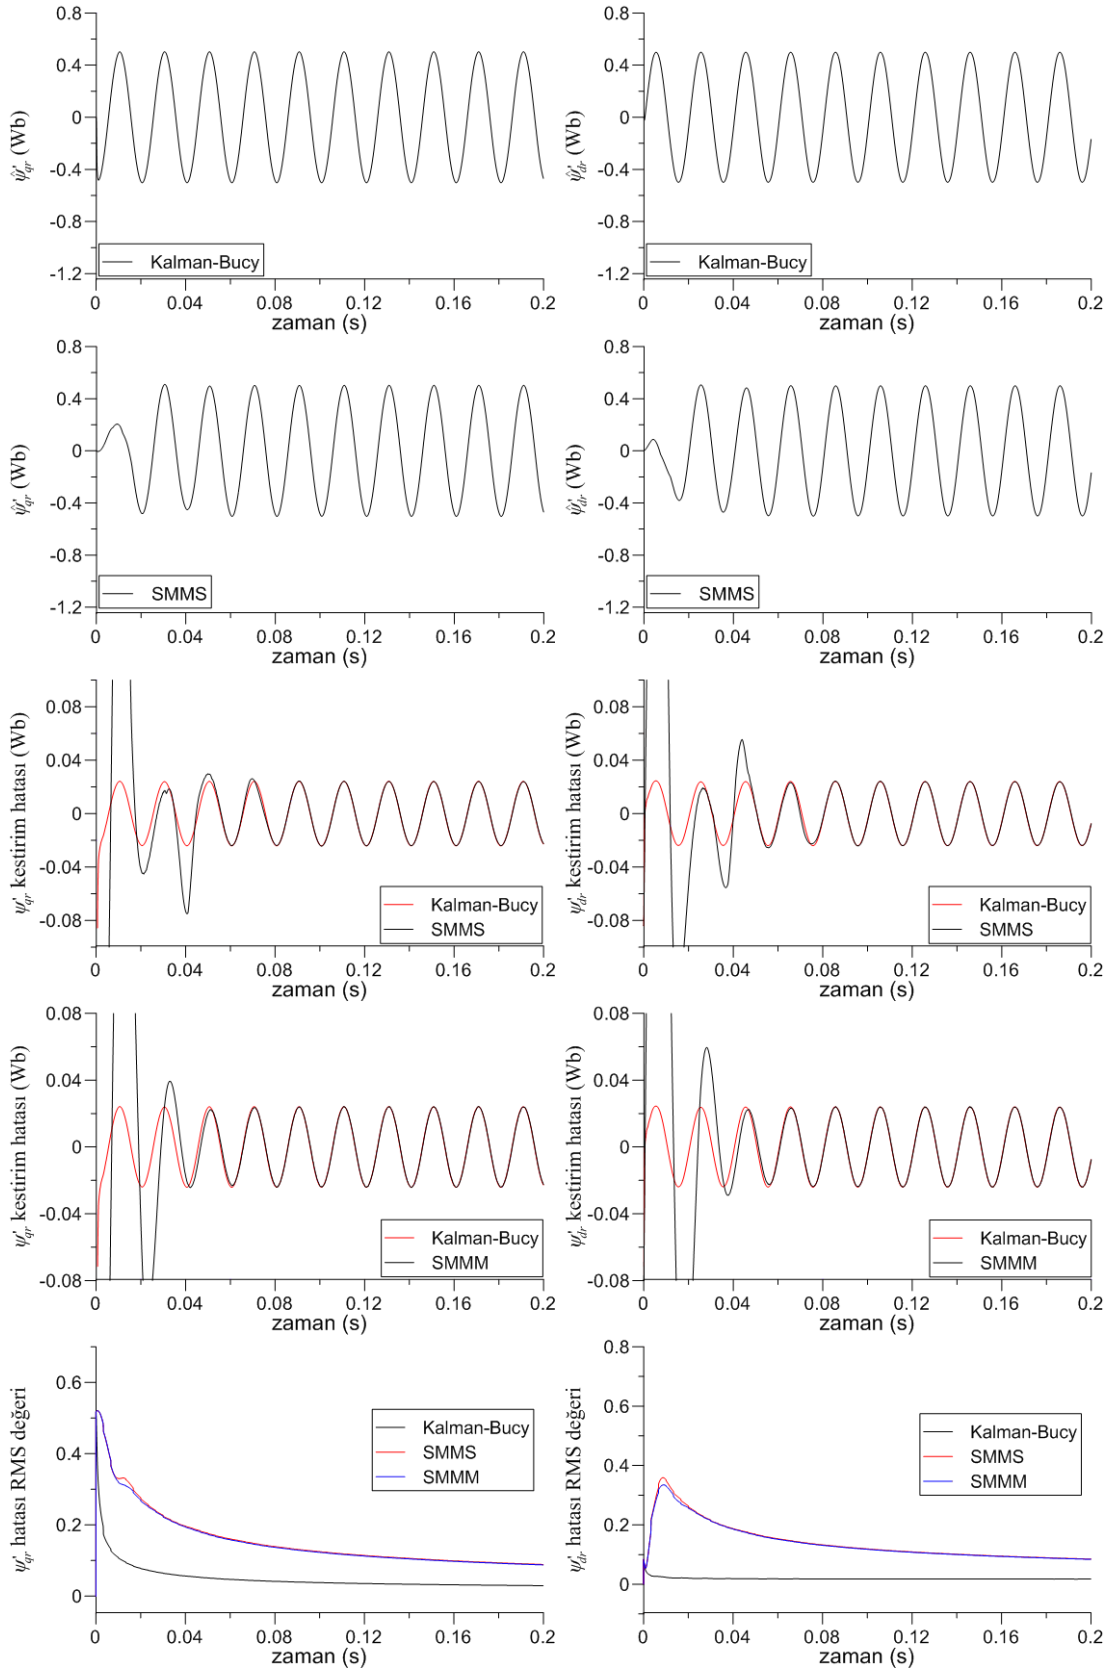 0.8
0.4
0
-0.4
-0.8
-1.2
ψ̂'qr (Wb)
Kalman-Bucy
0 0.04 0.08 0.12 0.16 0.2
zaman (s)
0.8
0.4
0
-0.4
-0.8
-1.2
ψ̂'dr (Wb)
Kalman-Bucy
0 0.04 0.08 0.12 0.16 0.2
zaman (s)
0.8
0.4
0
-0.4
-0.8
-1.2
ψ̂'qr (Wb)
SMMS
0 0.04 0.08 0.12 0.16 0.2
zaman (s)
0.8
0.4
0
-0.4
-0.8
-1.2
ψ̂'dr (Wb)
SMMS
0 0.04 0.08 0.12 0.16 0.2
zaman (s)
0.08
0.04
0
-0.04
-0.08
ψ'qr kestirim hatası (Wb)
Kalman-Bucy
SMMS
0 0.04 0.08 0.12 0.16 0.2
zaman (s)
0.08
0.04
0
-0.04
-0.08
ψ'dr kestirim hatası (Wb)
Kalman-Bucy
SMMS
0 0.04 0.08 0.12 0.16 0.2
zaman (s)
0.08
0.04
0
-0.04
-0.08
ψ'qr kestirim hatası (Wb)
Kalman-Bucy
SMMM
0 0.04 0.08 0.12 0.16 0.2
zaman (s)
0.08
0.04
0
-0.04
-0.08
ψ'dr kestirim hatası (Wb)
Kalman-Bucy
SMMM
0 0.04 0.08 0.12 0.16 0.2
zaman (s)
0.6
0.4
0.2
0
ψ'qr hatası RMS değeri
Kalman-Bucy
SMMS
SMMM
0 0.04 0.08 0.12 0.16 0.2
zaman (s)
0.8
0.6
0.4
0.2
0
ψ'dr hatası RMS değeri
Kalman-Bucy
SMMS
SMMM
0 0.04 0.08 0.12 0.16 0.2
zaman (s)